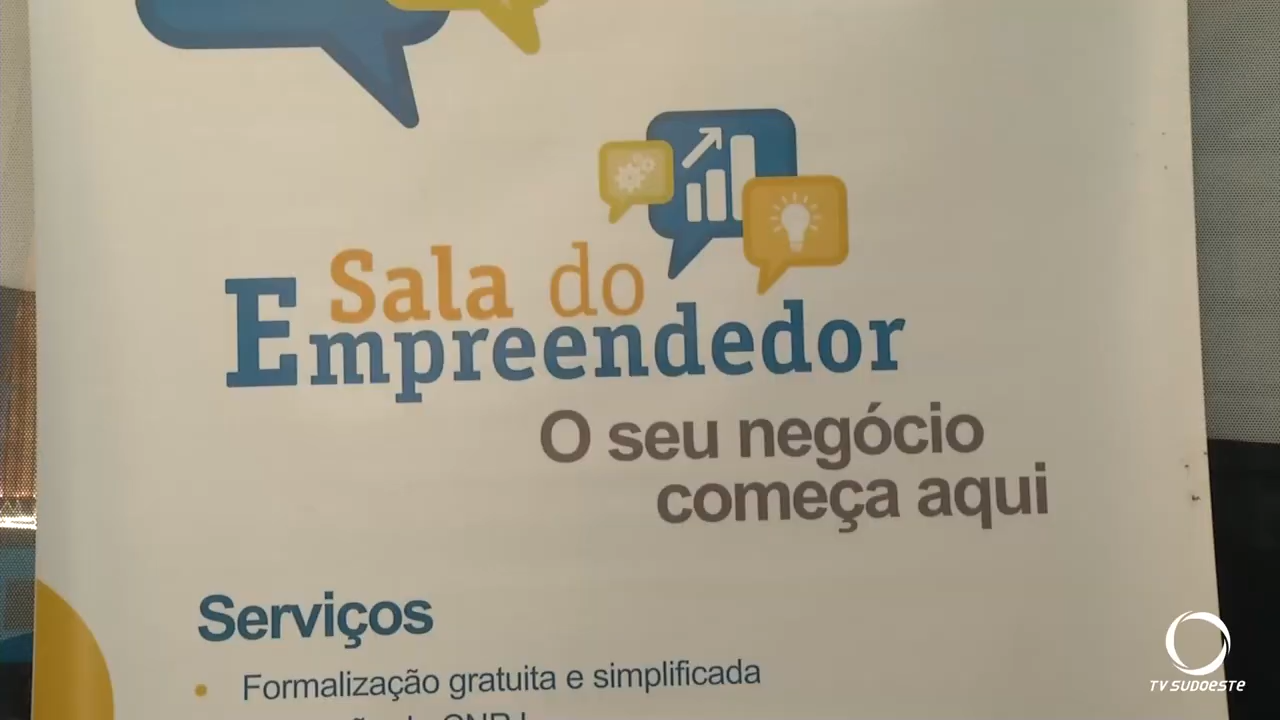 Sala do
Empreendedor
O seu negócio
começa aqui
Serviços
• Formalização gratuita e simplificada
TV SUDOESTE